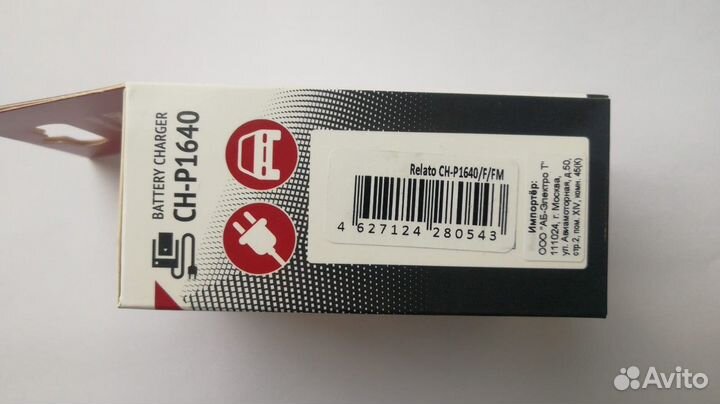 BATTERY CHARGER
CH-P1640
Relato CH-P1640/F/FM
4 627124 280543
Импортёр:
ООО "АБ-Электро Т"
111024, г. Москва,
ул. Авиамоторная, д.50,
стр.2, пом. XIV, комн. 45(К)
Avito